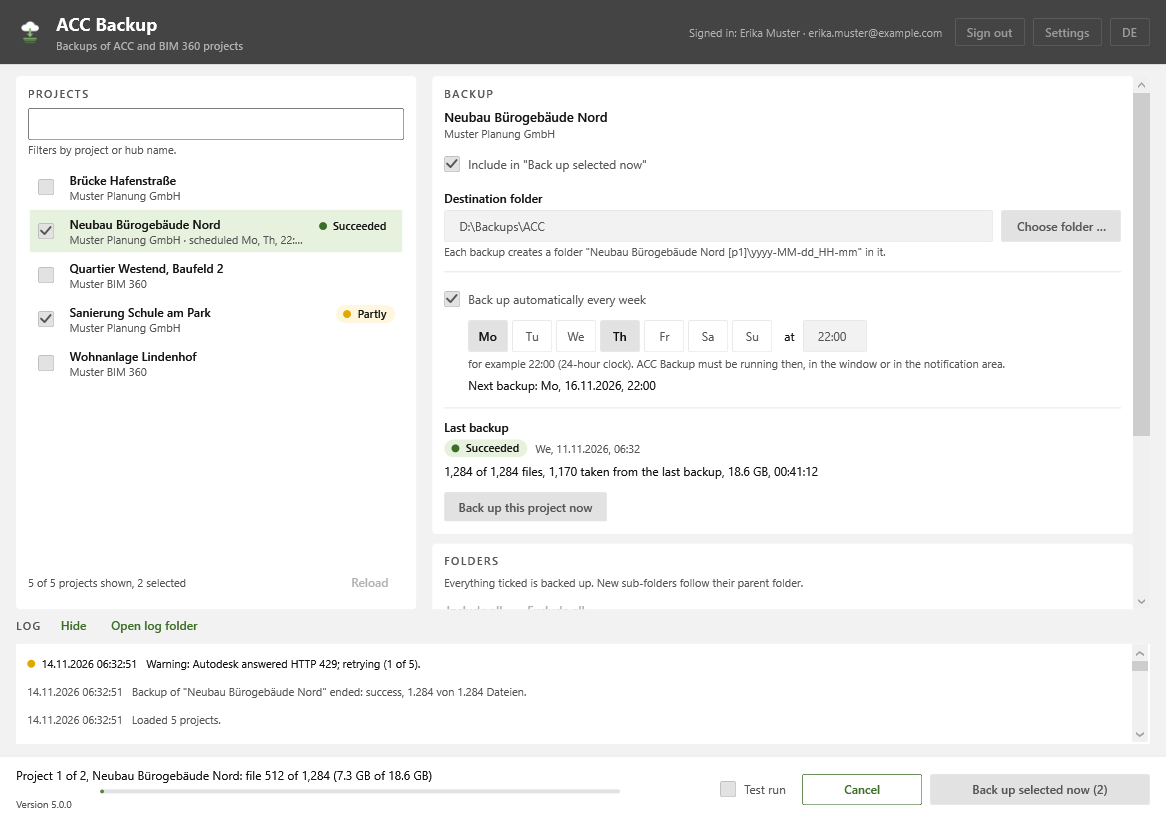 ACC Backup
Backups of ACC and BIM 360 projects
Signed in: Erika Muster · erika.muster@example.com
Sign out
Settings
DE
PROJECTS
Filters by project or hub name.
Brücke Hafenstraße
Muster Planung GmbH
Neubau Bürogebäude Nord
Succeeded
Muster Planung GmbH · scheduled Mo, Th, 22:...
Quartier Westend, Baufeld 2
Muster BIM 360
Sanierung Schule am Park
Partly
Muster Planung GmbH
Wohnanlage Lindenhof
Muster BIM 360
5 of 5 projects shown, 2 selected
Reload
BACKUP
Neubau Bürogebäude Nord
Muster Planung GmbH
Include in "Back up selected now"
Destination folder
D:\Backups\ACC
Choose folder ...
Each backup creates a folder "Neubau Bürogebäude Nord [p1]\yyyy-MM-dd_HH-mm" in it.
Back up automatically every week
Mo Tu We Th Fr Sa Su at 22:00
for example 22:00 (24-hour clock). ACC Backup must be running then, in the window or in the notification area.
Next backup: Mo, 16.11.2026, 22:00
Last backup
Succeeded We, 11.11.2026, 06:32
1,284 of 1,284 files, 1,170 taken from the last backup, 18.6 GB, 00:41:12
Back up this project now
FOLDERS
Everything ticked is backed up. New sub-folders follow their parent folder.
LOG
Hide
Open log folder
14.11.2026 06:32:51 Warning: Autodesk answered HTTP 429; retrying (1 of 5).
14.11.2026 06:32:51 Backup of "Neubau Bürogebäude Nord" ended: success, 1.284 von 1.284 Dateien.
14.11.2026 06:32:51 Loaded 5 projects.
Project 1 of 2, Neubau Bürogebäude Nord: file 512 of 1,284 (7.3 GB of 18.6 GB)
Version 5.0.0
Test run
Cancel
Back up selected now (2)